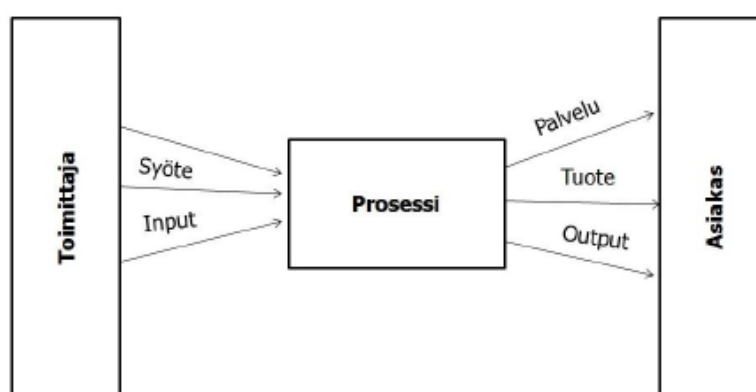 Toimittaja
Syöte
Input
Prosessi
Palvelu
Tuote
Output
Asiakas